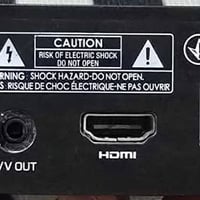 CAUTION
RISK OF ELECTRIC SHOCK
DO NOT OPEN
: SHOCK HAZARD-DO NOT OPEN.
: RISQUE DE CHOC ÉLECTRIQUE-NE PAS OUVRIR
/V OUT
HDMI